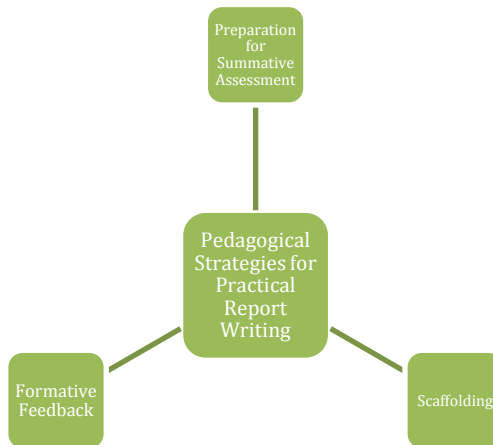 Preparation
for
Summative
Assessment
Pedagogical
Strategies for
Practical
Report
Writing
Formative
Feedback
Scaffolding